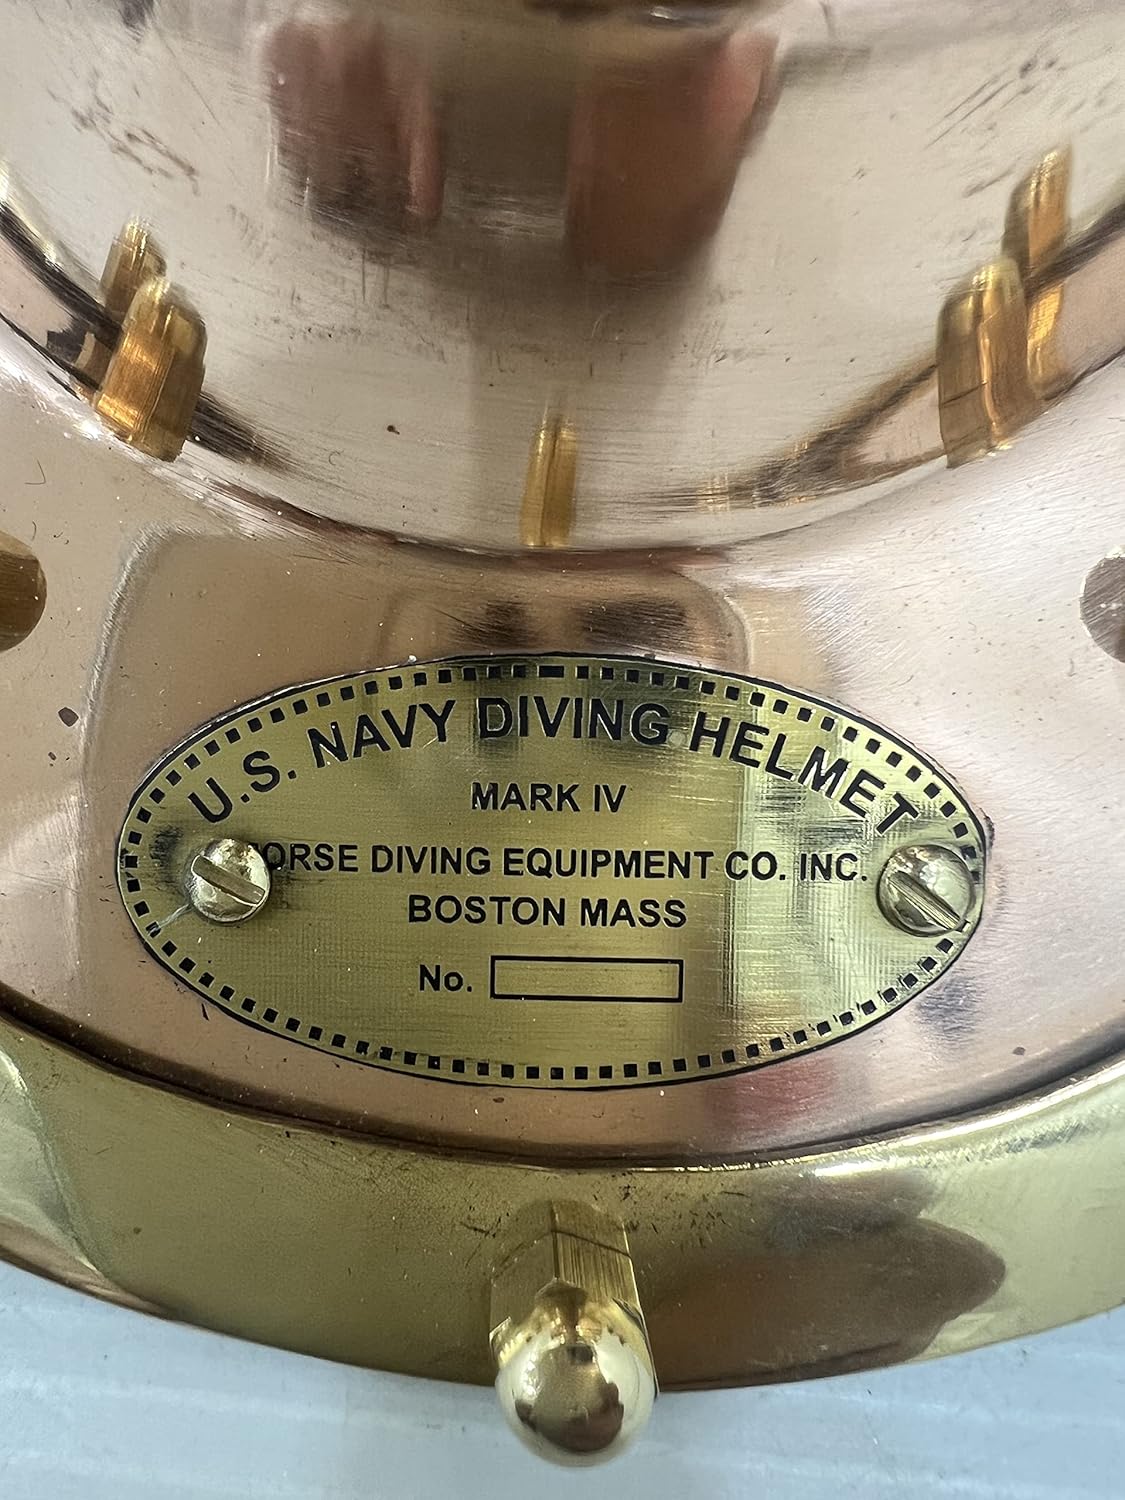 U.S. NAVY DIVING HELMET
MARK IV
ORSE DIVING EQUIPMENT CO. INC.
BOSTON MASS
No.